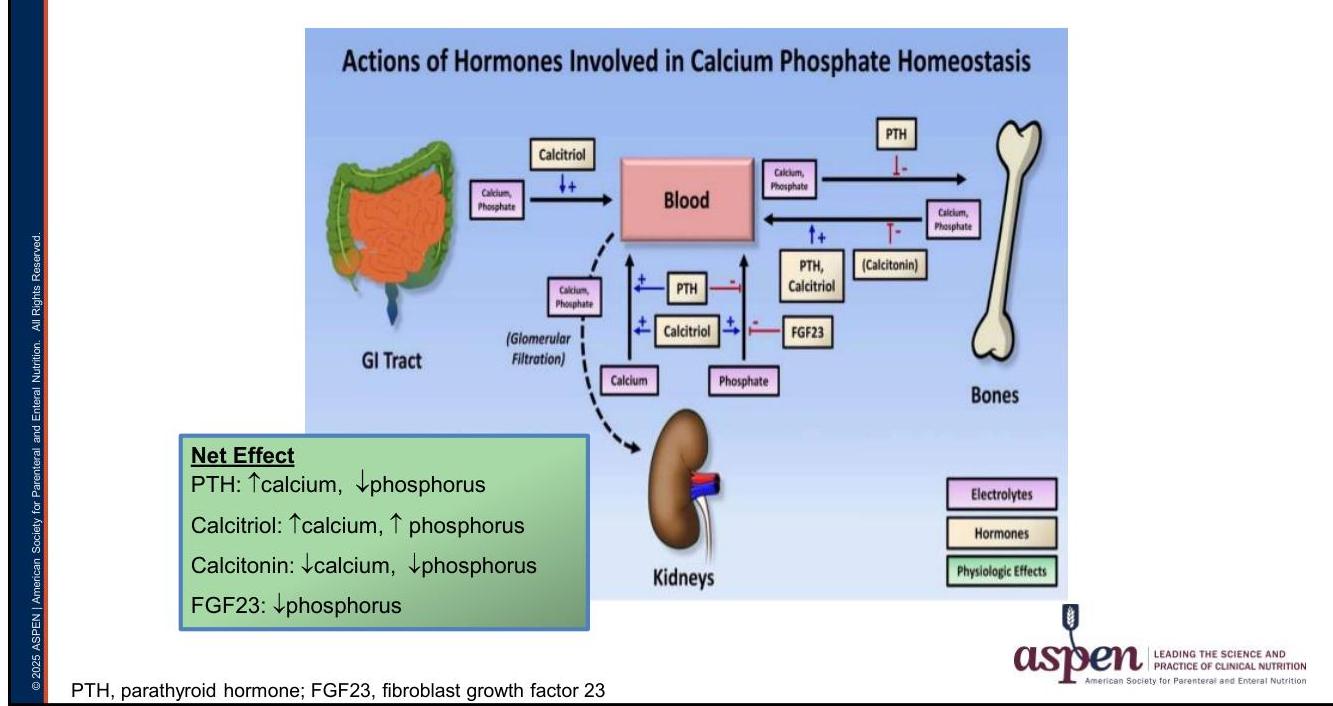 Actions of Hormones Involved in Calcium Phosphate Homeostasis
Calcitriol
+
Calcium,
Phosphate
GI Tract
Blood
Calcium,
Phosphate
PTH
-
Calcium,
Phosphate
+
-
PTH,
Calcitriol
(Calcitonin)
Bones
Calcium,
Phosphate
(Glomerular
Filtration)
+
PTH
-
+
Calcitriol
+
-
FGF23
Calcium
Phosphate
Kidneys
Electrolytes
Hormones
Physiologic Effects
Net Effect
PTH: ↑calcium, ↓phosphorus
Calcitriol: ↑calcium, ↑ phosphorus
Calcitonin: ↓calcium, ↓phosphorus
FGF23: ↓phosphorus
PTH, parathyroid hormone; FGF23, fibroblast growth factor 23
© 2025 ASPEN | American Society for Parenteral and Enteral Nutrition. All Rights Reserved.
aspen
LEADING THE SCIENCE AND
PRACTICE OF CLINICAL NUTRITION
American Society for Parenteral and Enteral Nutrition